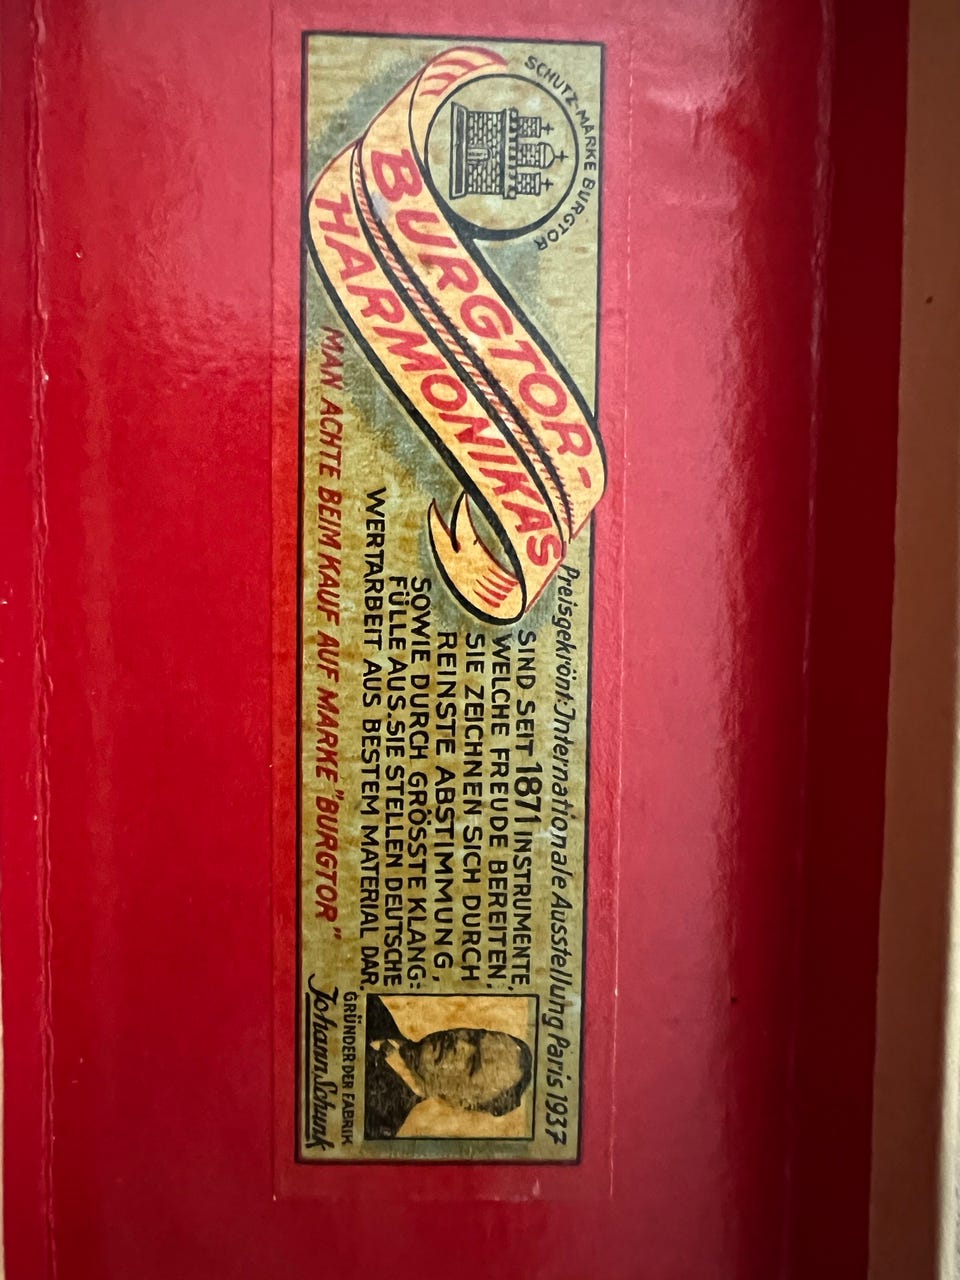 SCHUTZ-MARKE BURGTOR
BURGTOR-
HARMONIKAS
Preisgekrönt: Internationale Ausstellung Paris 1937
SIND SEIT 1871 INSTRUMENTE,
WELCHE FREUDE BEREITEN.
SIE ZEICHNEN SICH DURCH
REINSTE ABSTIMMUNG,
SOWIE DURCH GRÖSSTE KLANG-
FÜLLE AUS. SIE STELLEN DEUTSCHE
WERTARBEIT AUS BESTEM MATERIAL DAR.
MAN ACHTE BEIM KAUF AUF MARKE "BURGTOR"
GRÜNDER DER FABRIK
Johann Schunk